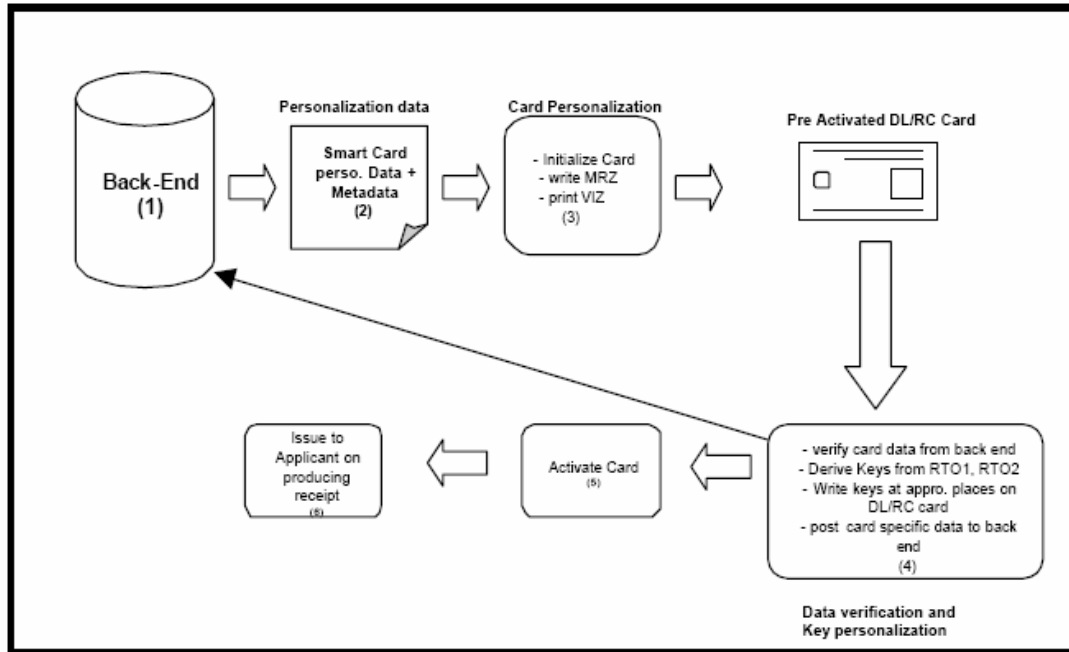 Back-End
(1)
Personalization data
Smart Card
perso. Data +
Metadata
(2)
Card Personalization
- Initialize Card
- write MRZ
- print VIZ
(3)
Pre Activated DL/RC Card
- verify card data from back end
- Derive Keys from RTO1, RTO2
- Write keys at appro. places on
DL/RC card
- post card specific data to back
end
(4)
Data verification and
Key personalization
Activate Card
(5)
Issue to
Applicant on
producing
receipt
(6)